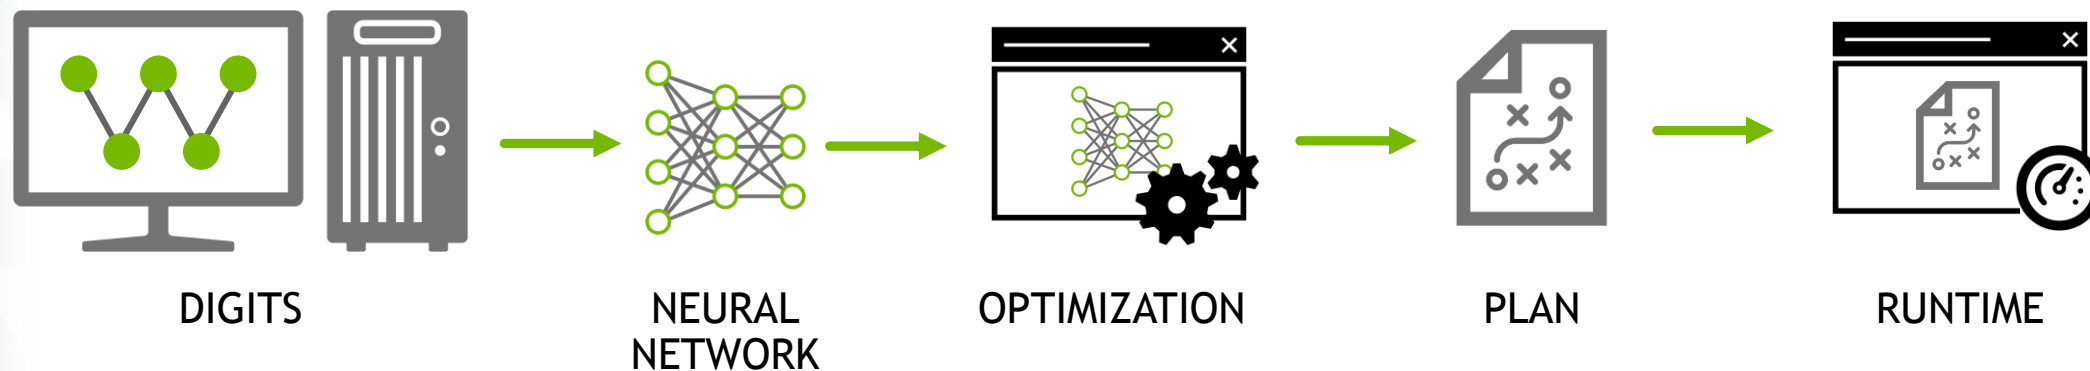 DIGITS
NEURAL
NETWORK
OPTIMIZATION
PLAN
RUNTIME